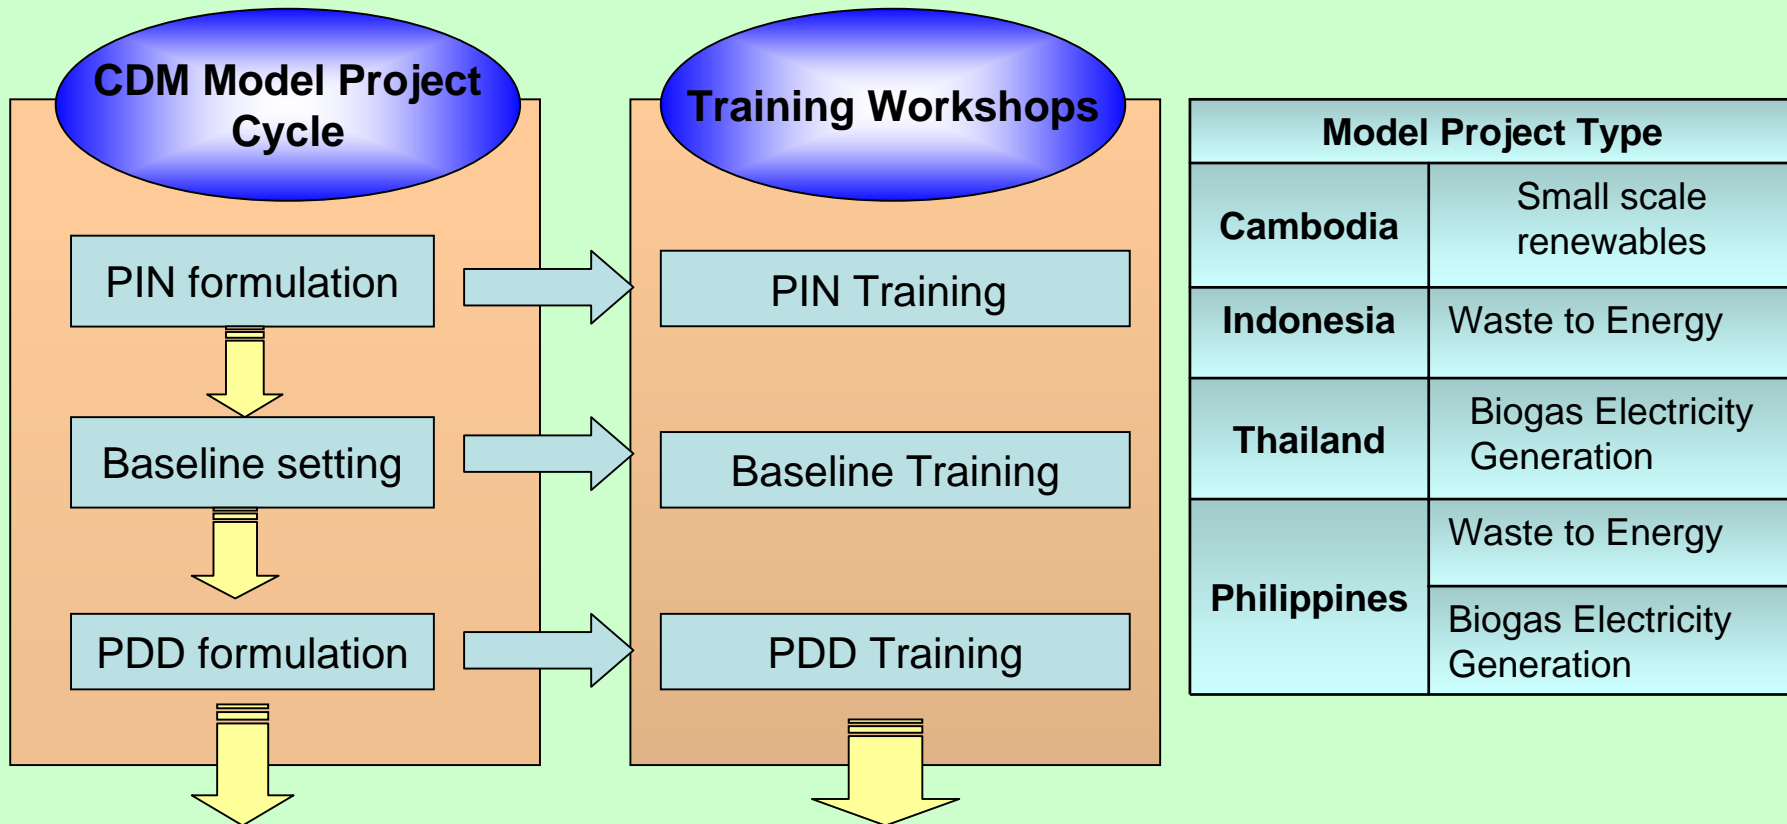 CDM Model Project
Cycle
PIN formulation
Baseline setting
PDD formulation
Training Workshops
PIN Training
Baseline Training
PDD Training
Model Project Type
Cambodia
Small scale
renewables
Indonesia
Waste to Energy
Thailand
Biogas Electricity
Generation
Philippines
Waste to Energy
Biogas Electricity
Generation